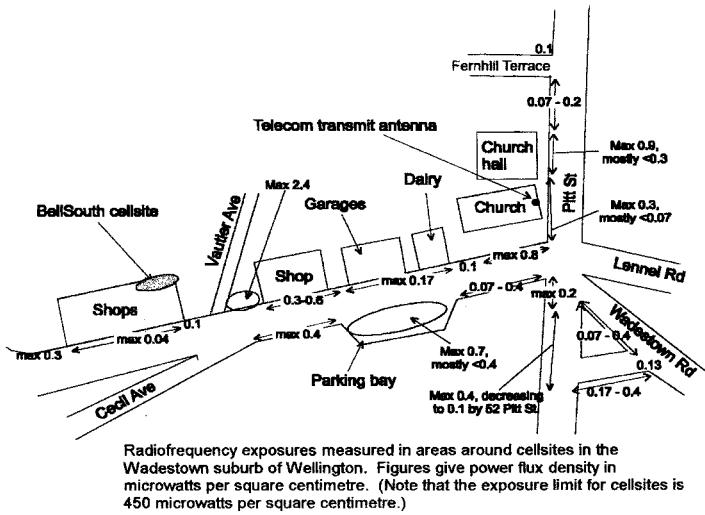 0.1
Fernhill Terrace
0.07 - 0.2
Telecom transmit antenna
Church
hall
Max 0.9,
mostly <0.3
Pitt St
Max 2.4
Dairy
Garages
BellSouth cellsite
Vautier Ave
Church
Max 0.3,
mostly <0.07
Lennel Rd
max 0.8
0.1
max 0.17
Shop
0.3-0.6
Shops
0.1
max 0.04
max 0.3
0.07 - 0.4
max 0.2
max 0.4
Wadestown Rd
0.07 - 0.4
Max 0.7,
mostly <0.4
Parking bay
Cecil Ave
0.13
Max 0.4, decreasing
to 0.1 by 52 Pitt St.
0.17 - 0.4
Radiofrequency exposures measured in areas around cellsites in the
Wadestown suburb of Wellington. Figures give power flux density in
microwatts per square centimetre. (Note that the exposure limit for cellsites is
450 microwatts per square centimetre.)